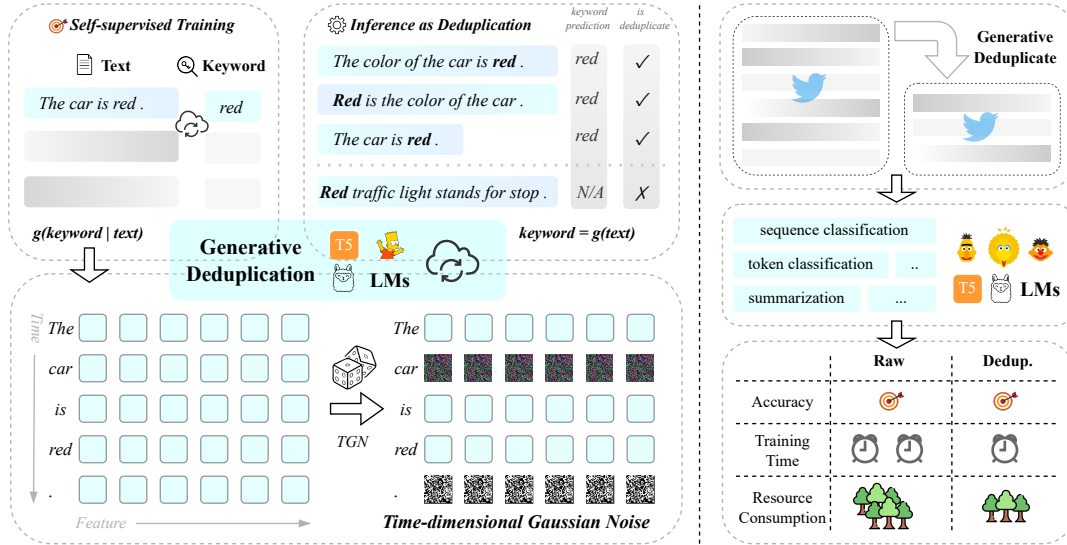 Self-supervised Training
Text
Keyword
The car is red .
red
g(keyword | text)
Inference as Deduplication
keyword
prediction
is
deduplicate
The color of the car is red .
red
✓
Red is the color of the car .
red
✓
The car is red .
red
✓
Red traffic light stands for stop .
N/A
✗
keyword = g(text)
Generative
Deduplication
T5
LMs
Time
The
car
is
red
.
Feature
TGN
The
car
is
red
.
Time-dimensional Gaussian Noise
Generative
Deduplicate
sequence classification
token classification
..
summarization
...
T5
LMs
Raw
Dedup.
Accuracy
Training
Time
Resource
Consumption